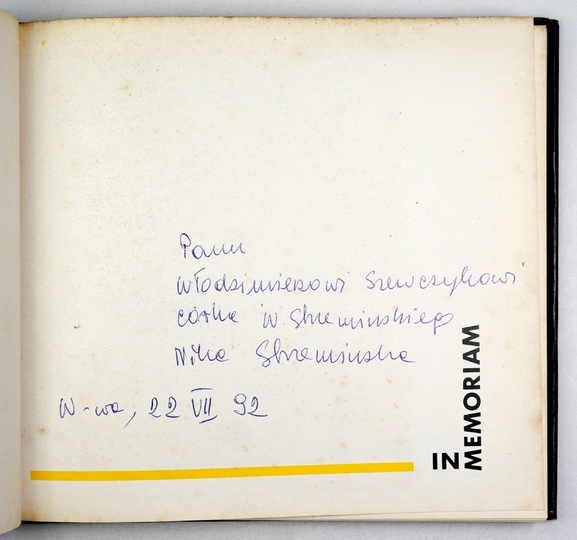 Panu
Włodzimierzowi Szewczykowi
córka W Strzemińskiego
Nika Strzemińska
W-wa, 22 VII 92
IN
MEMORIAM